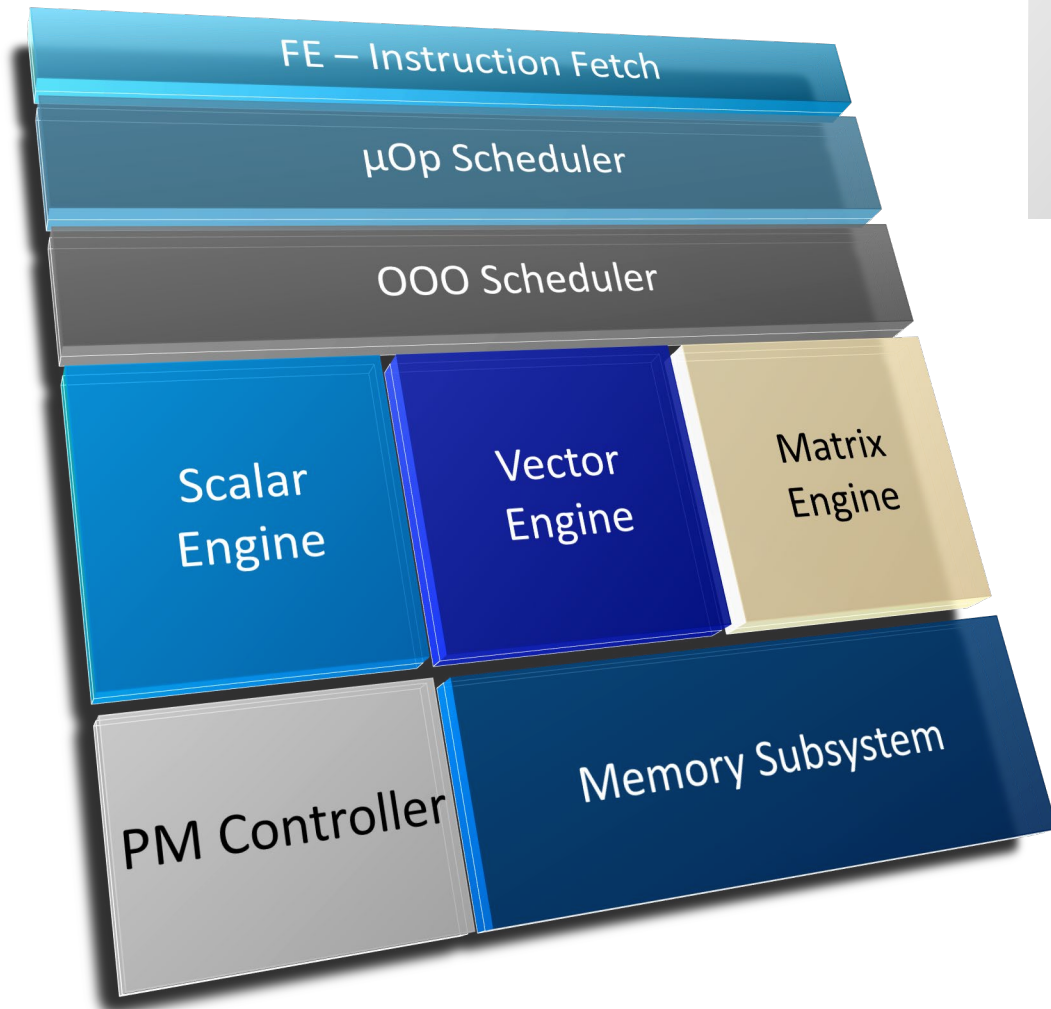 FE – Instruction Fetch
μOp Scheduler
OOO Scheduler
Scalar
Engine
Vector
Engine
Matrix
Engine
PM Controller
Memory Subsystem